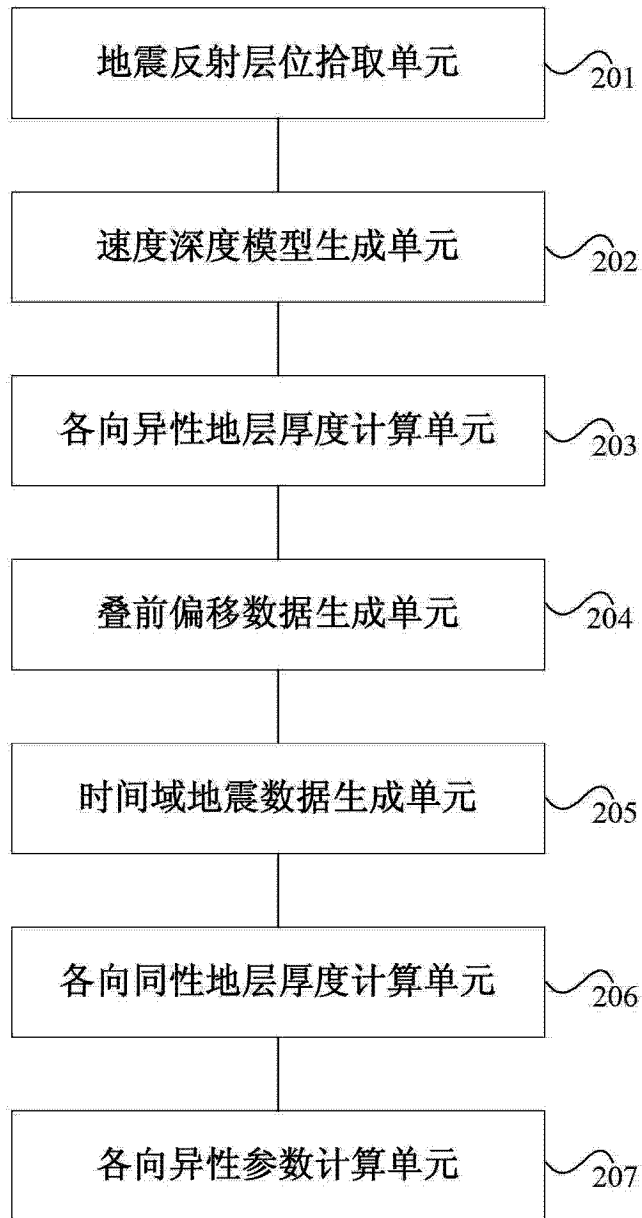 地震反射层位拾取单元
201
速度深度模型生成单元
202
各向异性地层厚度计算单元
203
叠前偏移数据生成单元
204
时间域地震数据生成单元
205
各向同性地层厚度计算单元
206
各向异性参数计算单元
207